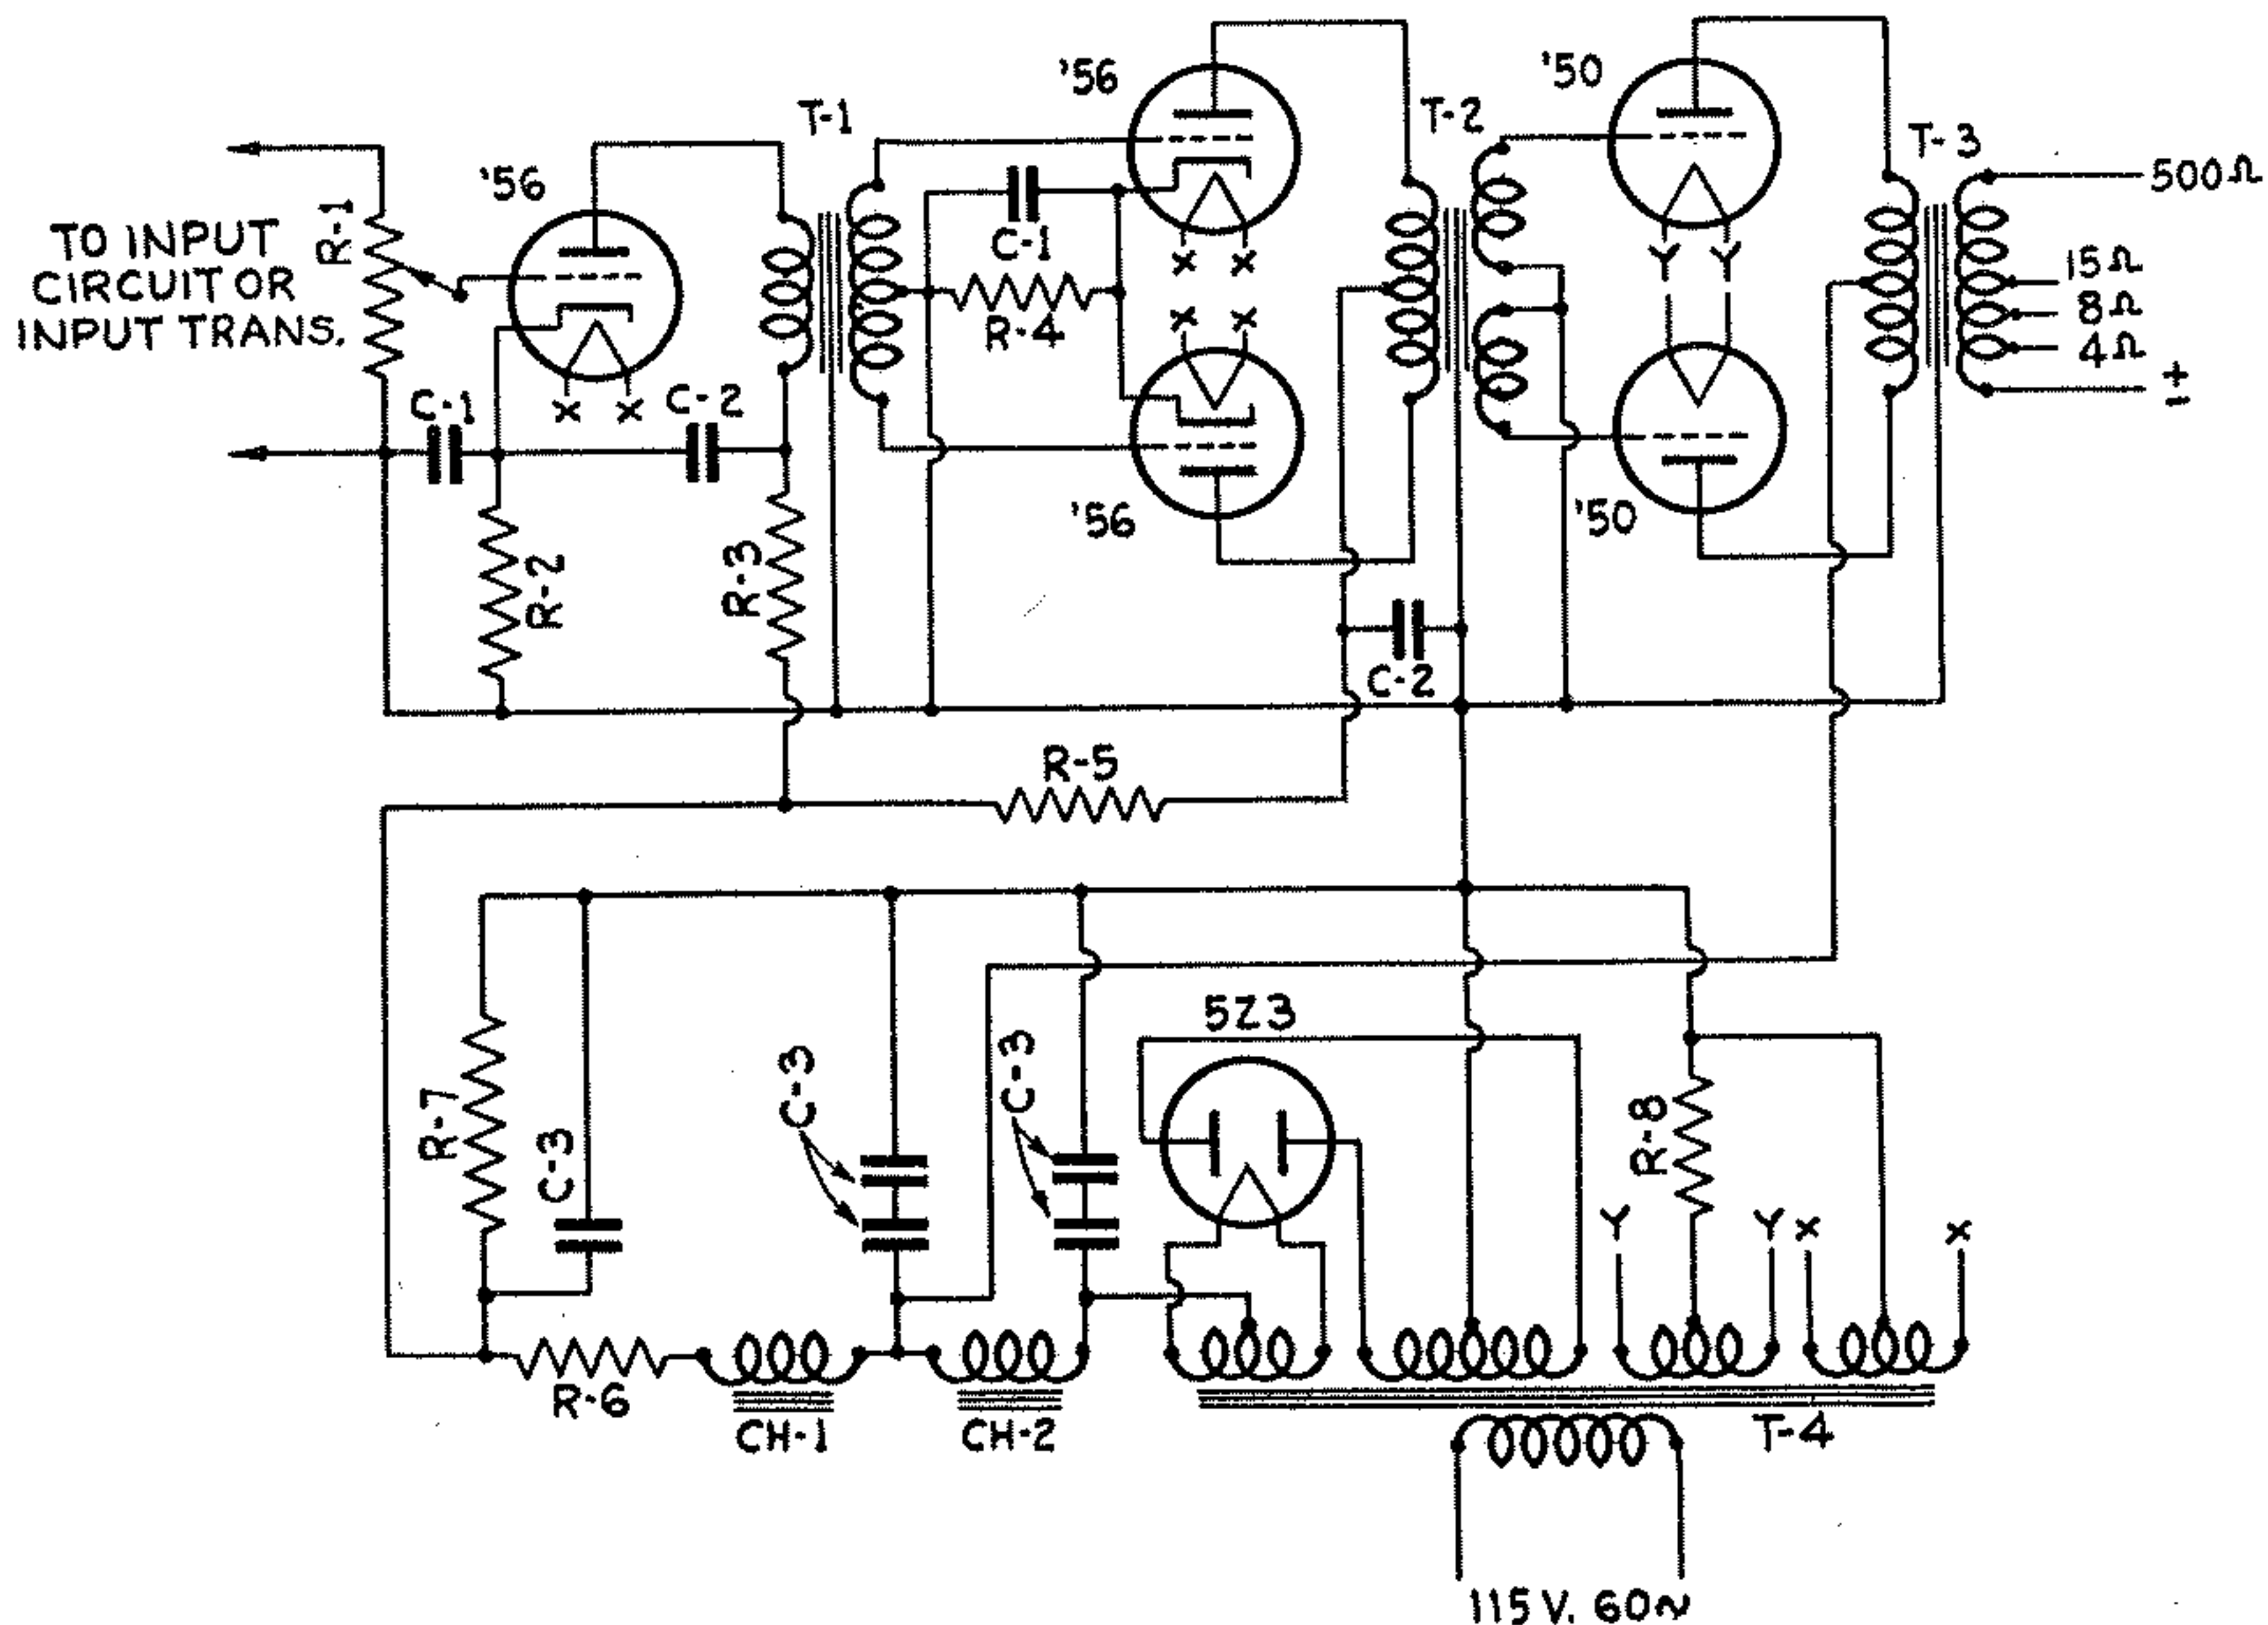 '56
'50
T-1
T-2
T-3
500Ω
'56
R-1
TO INPUT
CIRCUIT OR
INPUT TRANS.
C-1
X X
Y Y
15Ω
8Ω
4Ω
±
R-4
X X
X X
C-1
C-2
'56
'50
R-2
R-3
C-2
R-5
5Z3
C-3
C-3
R-7
C-3
R-8
Y Y X X
R-6
CH-1
CH-2
T-4
115 V. 60~